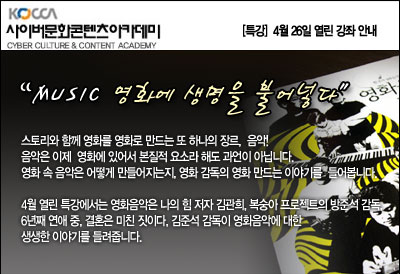 KOCCA
사이버문화콘텐츠아카데미
CYBER CULTURE & CONTENT ACADEMY
[특강] 4월 26일 열린 강좌 안내
“MUSIC 영화에 생명을 불어넣다”
영화
스토리와 함께 영화를 영화로 만드는 또 하나의 장르, 음악!
음악은 이제 영화에 있어서 본질적 요소라 해도 과언이 아닙니다.
영화 속 음악은 어떻게 만들어지는지, 영화 감독의 영화 만드는 이야기를 들어봅니다.
4월 열린 특강에서는 영화음악은 나의 힘 저자 김관희, 복숭아 프로젝트의 방준석 감독
6년째 연애 중, 결혼은 미친 짓이다, 김준석 감독이 영화음악에 대한
생생한 이야기를 들려줍니다.